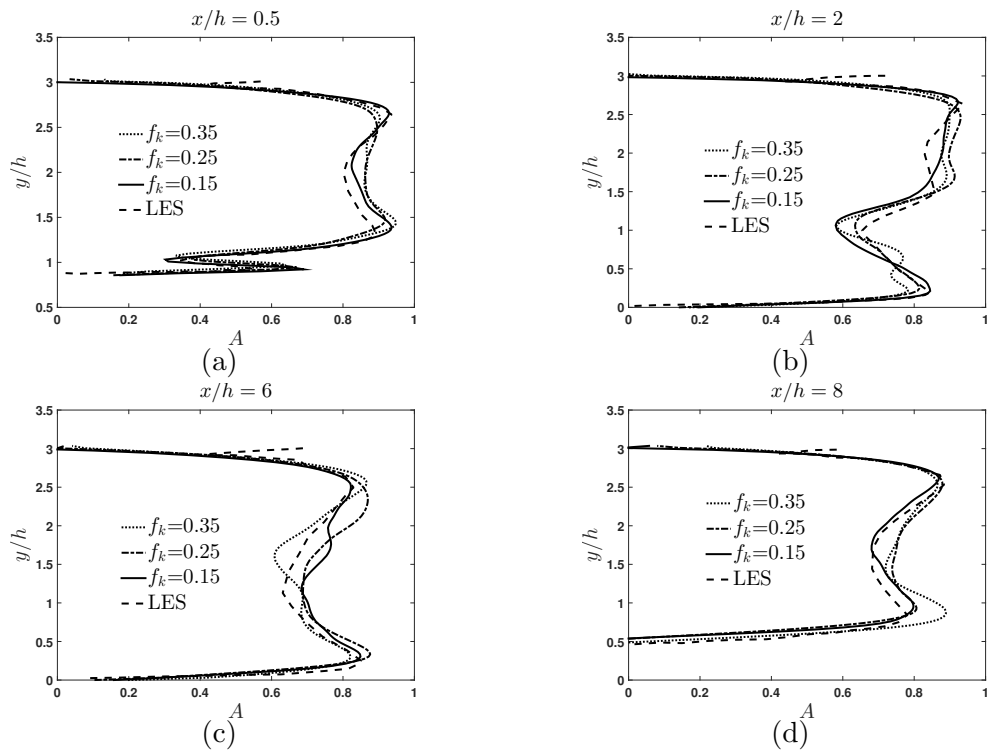 x/h = 0.5
3.5
3
2.5
2
1.5
1
0.5
y/h
f_k=0.35
f_k=0.25
f_k=0.15
LES
0 0.2 0.4 0.6 0.8 1
A
(a)
x/h = 2
3.5
3
2.5
2
1.5
1
0.5
0
y/h
f_k=0.35
f_k=0.25
f_k=0.15
LES
0 0.2 0.4 0.6 0.8 1
A
(b)
x/h = 6
3.5
3
2.5
2
1.5
1
0.5
0
y/h
f_k=0.35
f_k=0.25
f_k=0.15
LES
0 0.2 0.4 0.6 0.8 1
A
(c)
x/h = 8
3.5
3
2.5
2
1.5
1
0.5
0
y/h
f_k=0.35
f_k=0.25
f_k=0.15
LES
0 0.2 0.4 0.6 0.8 1
A
(d)